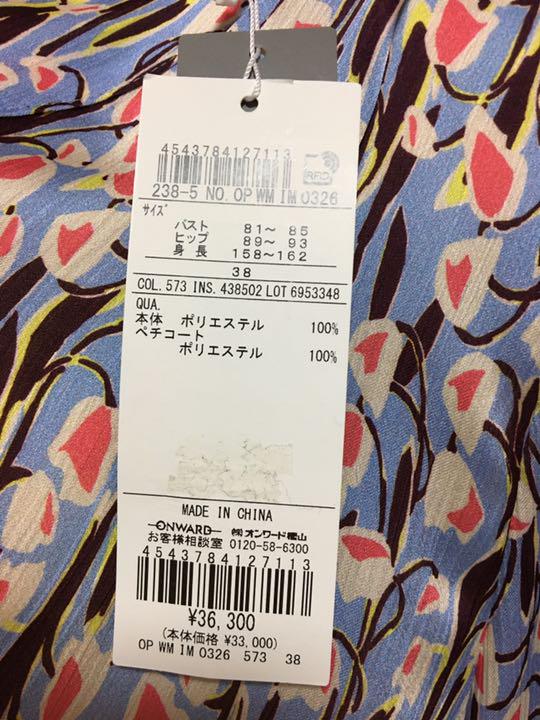 4543784127113
RFID
238-5 NO. OP WM IM 0326
サイズ
バスト 81～ 85
ヒップ 89～ 93
身長 158～162
38
COL. 573 INS. 438502 LOT 6953348
QUA.
本体 ポリエステル 100%
ペチコート
ポリエステル 100%
MADE IN CHINA
ONWARD ㈱オンワード樫山
お客様相談室 0120-58-6300
4543784127113
¥36,300
(本体価格 ¥33,000)
OP WM IM 0326 573 38